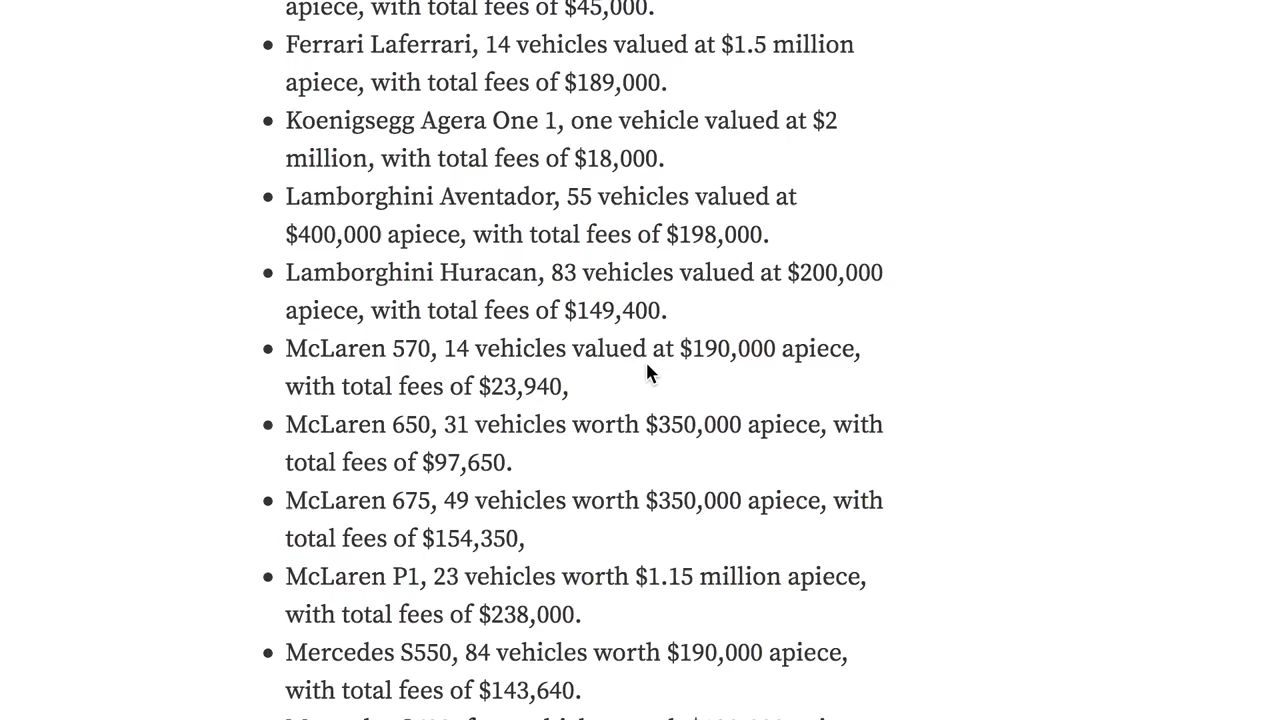 apiece, with total fees of $45,000.
• Ferrari Laferrari, 14 vehicles valued at $1.5 million
apiece, with total fees of $189,000.
• Koenigsegg Agera One 1, one vehicle valued at $2
million, with total fees of $18,000.
• Lamborghini Aventador, 55 vehicles valued at
$400,000 apiece, with total fees of $198,000.
• Lamborghini Huracan, 83 vehicles valued at $200,000
apiece, with total fees of $149,400.
• McLaren 570, 14 vehicles valued at $190,000 apiece,
with total fees of $23,940,
• McLaren 650, 31 vehicles worth $350,000 apiece, with
total fees of $97,650.
• McLaren 675, 49 vehicles worth $350,000 apiece, with
total fees of $154,350,
• McLaren P1, 23 vehicles worth $1.15 million apiece,
with total fees of $238,000.
• Mercedes S550, 84 vehicles worth $190,000 apiece,
with total fees of $143,640.